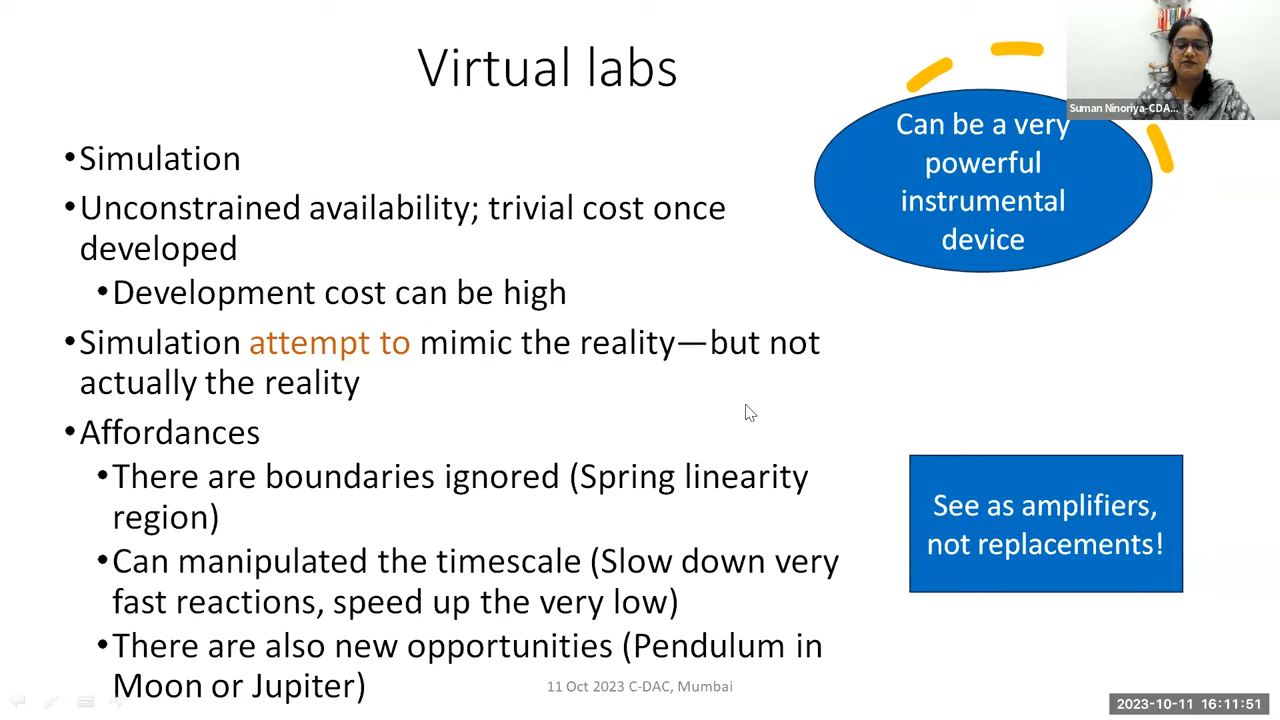 Virtual labs
•Simulation
•Unconstrained availability; trivial cost once
developed
•Development cost can be high
•Simulation attempt to mimic the reality—but not
actually the reality
•Affordances
•There are boundaries ignored (Spring linearity
region)
•Can manipulated the timescale (Slow down very
fast reactions, speed up the very low)
•There are also new opportunities (Pendulum in
Moon or Jupiter)
Can be a very
powerful
instrumental
device
See as amplifiers,
not replacements!
Suman Ninoriya-CDA...
11 Oct 2023 C-DAC, Mumbai
2023-10-11 16:11:51